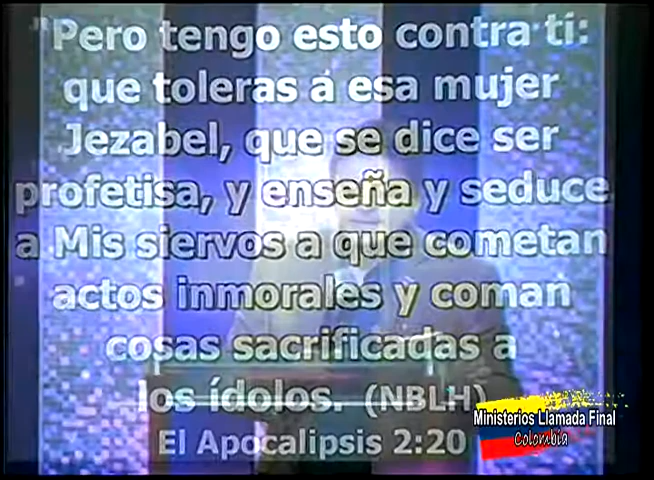 "Pero tengo esto contra ti:
que toleras a esa mujer
Jezabel, que se dice ser
profetisa, y enseña y seduce
a Mis siervos a que cometan
actos inmorales y coman
cosas sacrificadas a
los ídolos. (NBLH)
El Apocalipsis 2:20
Ministerios Llamada Final
Colombia